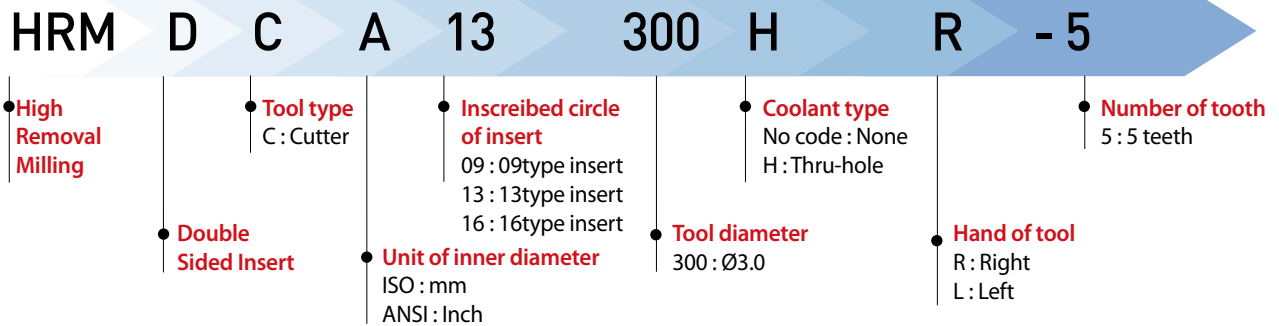 HRM D C A 13 300 H R - 5
High
Removal
Milling
Double
Sided Insert
Tool type
C : Cutter
Unit of inner diameter
ISO : mm
ANSI : Inch
Inscreibed circle
of insert
09 : 09type insert
13 : 13type insert
16 : 16type insert
Tool diameter
300 : Ø3.0
Coolant type
No code : None
H : Thru-hole
Hand of tool
R : Right
L : Left
Number of tooth
5 : 5 teeth